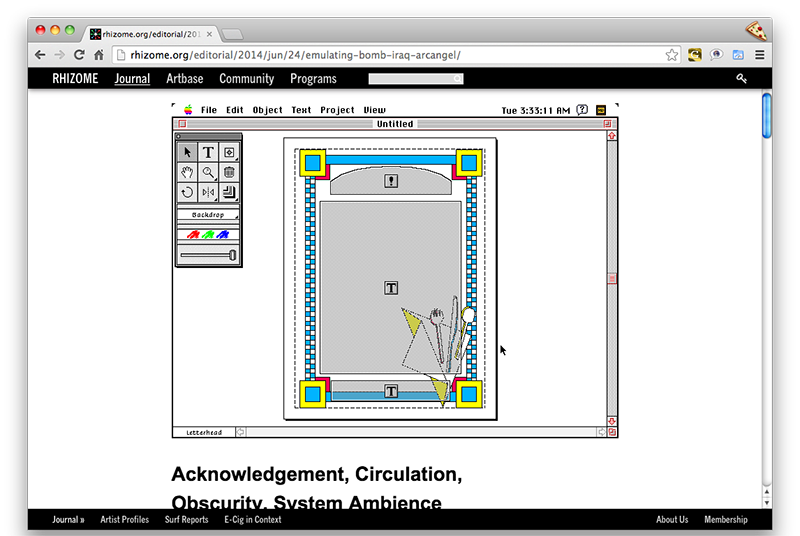 rhizome.org/editorial/201
rhizome.org/editorial/2014/jun/24/emulating-bomb-iraq-arcangel/
RHIZOME Journal Artbase Community Programs
File Edit Object Text Project View Tue 3:33:11 AM
Untitled
T
Backdrop
T
T
Letterhead
Acknowledgement, Circulation,
Obscurity, System Ambience
Journal » Artist Profiles Surf Reports E-Cig in Context About Us Membership